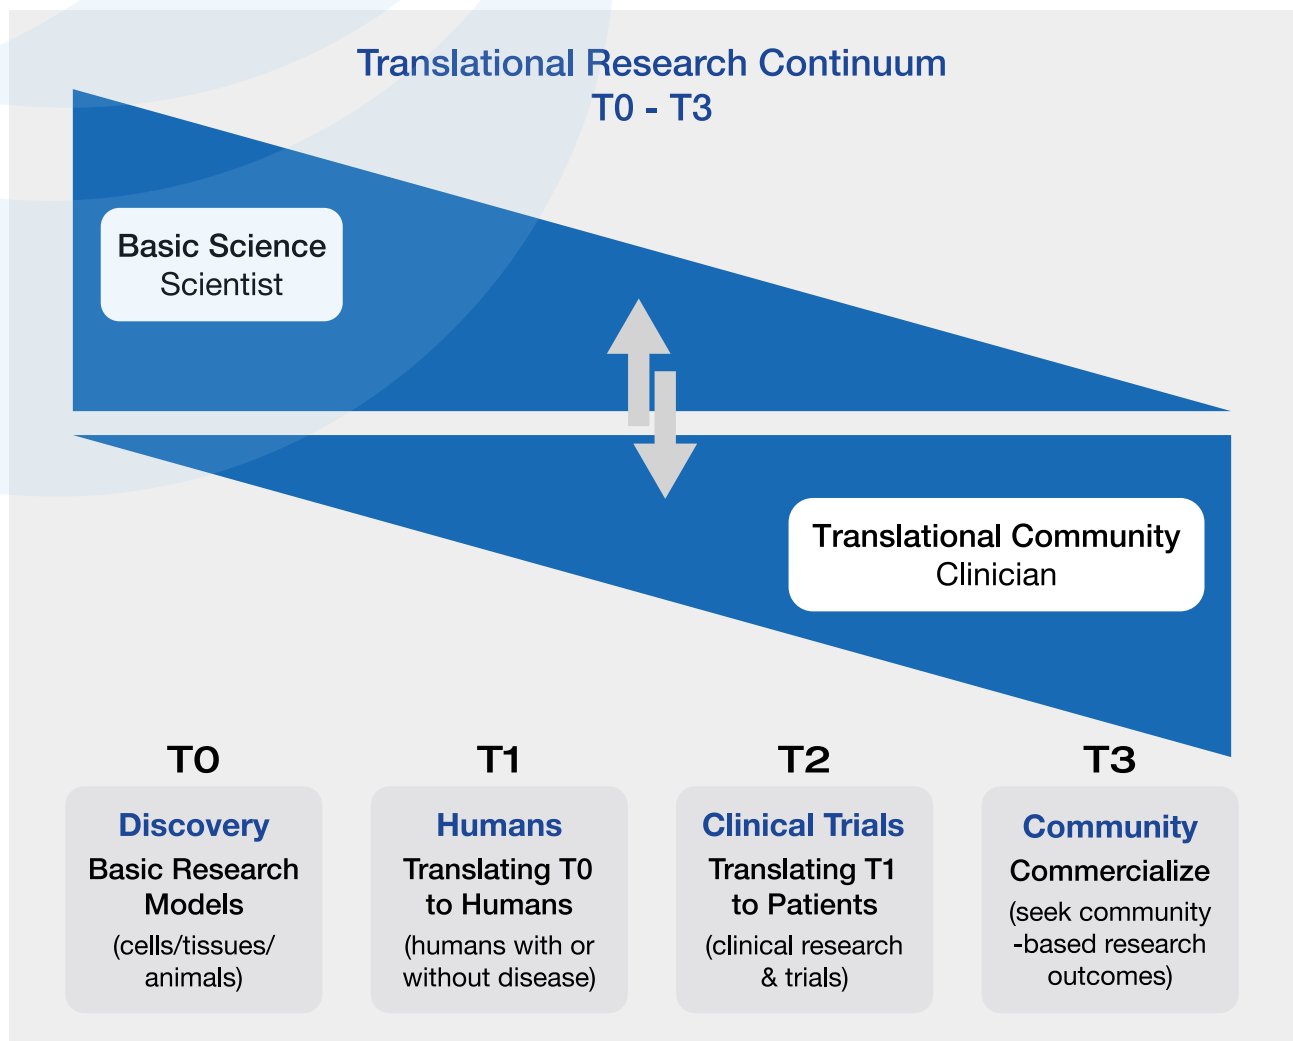 Translational Research Continuum
T0 - T3
Basic Science
Scientist
Translational Community
Clinician
T0
Discovery
Basic Research
Models
(cells/tissues/
animals)
T1
Humans
Translating T0
to Humans
(humans with or
without disease)
T2
Clinical Trials
Translating T1
to Patients
(clinical research
& trials)
T3
Community
Commercialize
(seek community
-based research
outcomes)